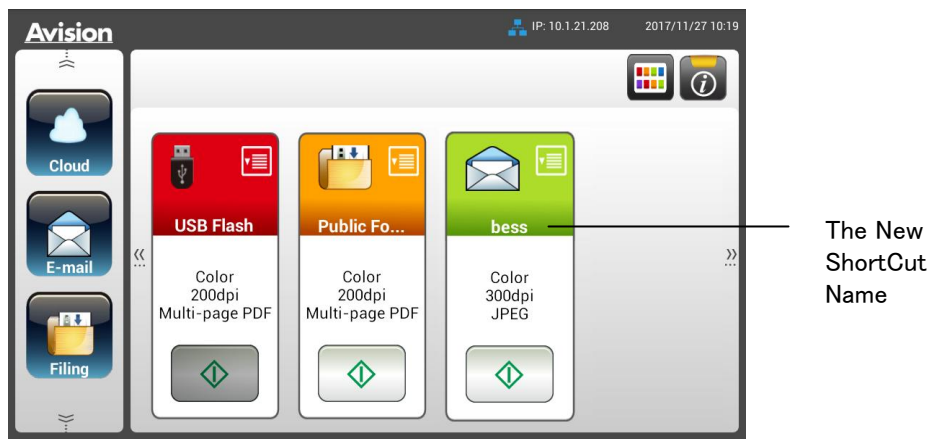 Avision
IP: 10.1.21.208
2017/11/27 10:19
Cloud
E-mail
Filing
USB Flash
Color
200dpi
Multi-page PDF
Public Fo...
Color
200dpi
Multi-page PDF
bess
Color
300dpi
JPEG
The New
ShortCut
Name